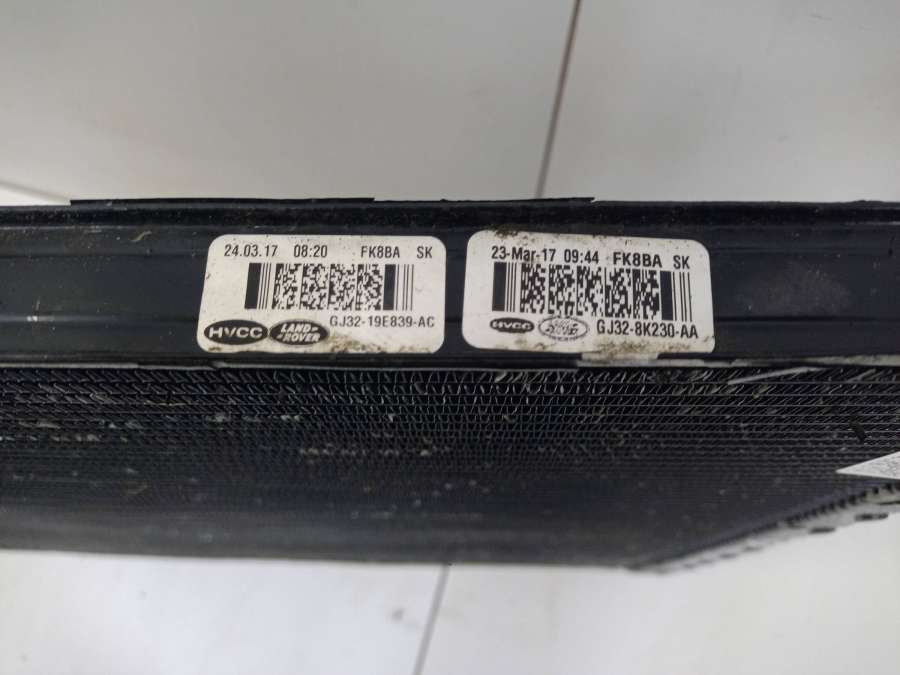 24.03.17 08:20 FK8BA SK
HVCC LAND ROVER GJ32-19E839-AC
23-Mar-17 09:44 FK8BA SK
HVCC GJ32-8K230-AA